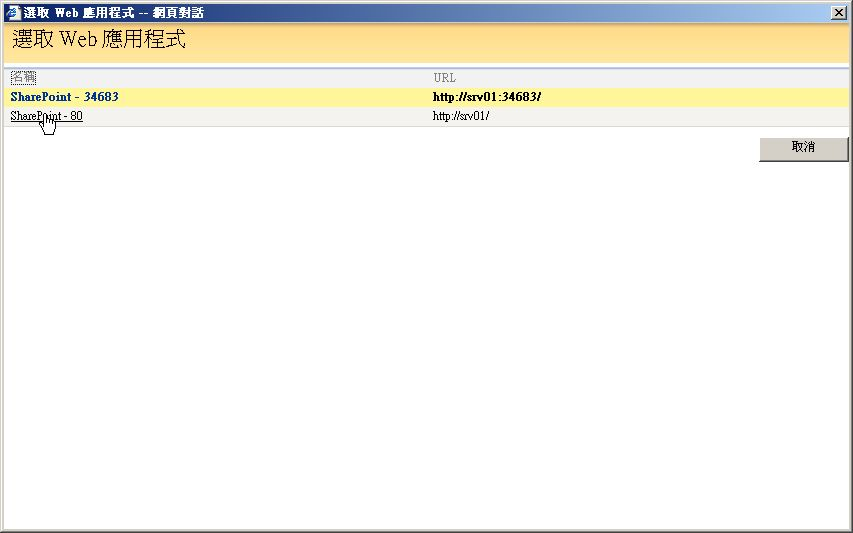 選取 Web 應用程式 -- 網頁對話
選取 Web 應用程式
名稱 URL
SharePoint - 34683 http://srv01:34683/
SharePoint - 80 http://srv01/
取消